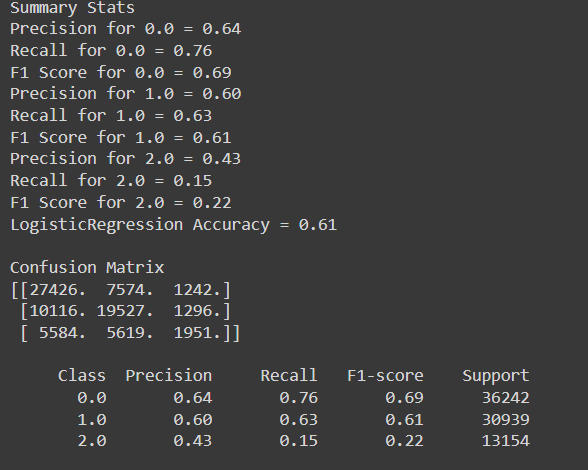 Summary Stats
Precision for 0.0 = 0.64
Recall for 0.0 = 0.76
F1 Score for 0.0 = 0.69
Precision for 1.0 = 0.60
Recall for 1.0 = 0.63
F1 Score for 1.0 = 0.61
Precision for 2.0 = 0.43
Recall for 2.0 = 0.15
F1 Score for 2.0 = 0.22
LogisticRegression Accuracy = 0.61
Confusion Matrix
[[27426. 7574. 1242.]
[10116. 19527. 1296.]
[ 5584. 5619. 1951.]]
Class Precision Recall F1-score Support
0.0 0.64 0.76 0.69 36242
1.0 0.60 0.63 0.61 30939
2.0 0.43 0.15 0.22 13154